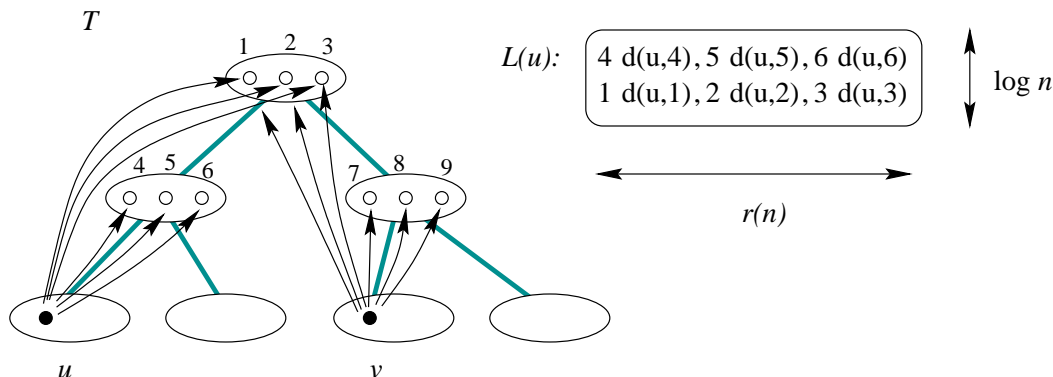 T
1 2 3
L(u): 4 d(u,4), 5 d(u,5), 6 d(u,6)
1 d(u,1), 2 d(u,2), 3 d(u,3)
log n
4 5 6
7 8 9
r(n)
u
v